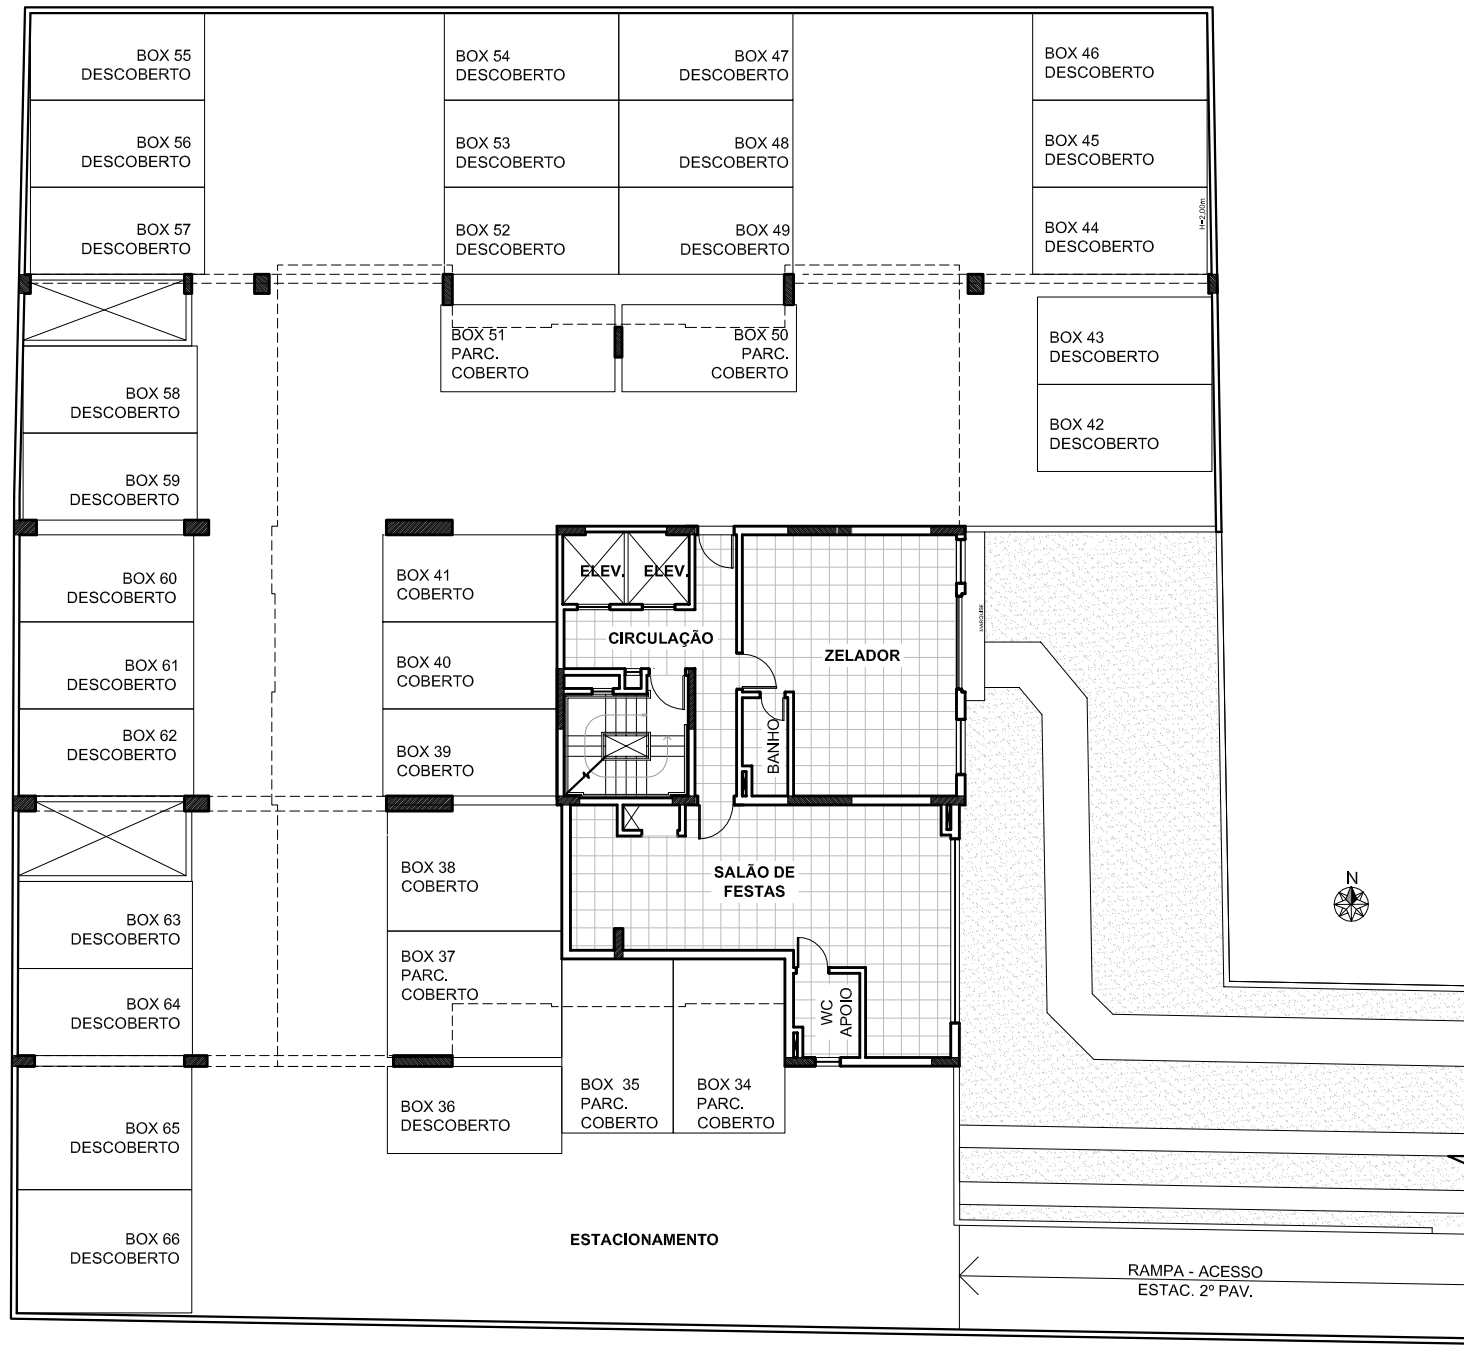 BOX 55
DESCOBERTO
BOX 54
DESCOBERTO
BOX 47
DESCOBERTO
BOX 46
DESCOBERTO
BOX 56
DESCOBERTO
BOX 53
DESCOBERTO
BOX 48
DESCOBERTO
BOX 45
DESCOBERTO
BOX 57
DESCOBERTO
BOX 52
DESCOBERTO
BOX 49
DESCOBERTO
BOX 44
DESCOBERTO
H=2,00m
BOX 51
PARC.
COBERTO
BOX 50
PARC.
COBERTO
BOX 43
DESCOBERTO
BOX 58
DESCOBERTO
BOX 42
DESCOBERTO
BOX 59
DESCOBERTO
BOX 60
DESCOBERTO
BOX 41
COBERTO
ELEV.
ELEV.
CIRCULAÇÃO
ZELADOR
MARQUISE
BOX 61
DESCOBERTO
BOX 40
COBERTO
BOX 62
DESCOBERTO
BOX 39
COBERTO
BANHO
BOX 38
COBERTO
SALÃO DE
FESTAS
N
BOX 63
DESCOBERTO
BOX 37
PARC.
COBERTO
BOX 64
DESCOBERTO
WC
APOIO
BOX 65
DESCOBERTO
BOX 36
DESCOBERTO
BOX 35
PARC.
COBERTO
BOX 34
PARC.
COBERTO
BOX 66
DESCOBERTO
ESTACIONAMENTO
RAMPA - ACESSO
ESTAC. 2º PAV.